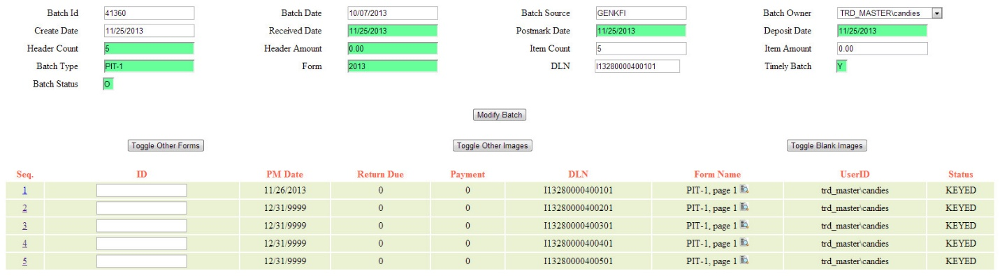 Batch Id 41360 Batch Date 10/07/2013 Batch Source GENKFI Batch Owner TRD_MASTER\candies
Create Date 11/25/2013 Received Date 11/25/2013 Postmark Date 11/25/2013 Deposit Date 11/25/2013
Header Count 5 Header Amount 0.00 Item Count 5 Item Amount 0.00
Batch Type PIT-1 Form 2013 DLN I13280000400101 Timely Batch Y
Batch Status O
Modify Batch
Toggle Other Forms Toggle Other Images Toggle Blank Images
Seq. ID PM Date Return Due Payment DLN Form Name UserID Status
1 11/26/2013 0 0 I13280000400101 PIT-1, page 1 trd_master\candies KEYED
2 12/31/9999 0 0 I13280000400201 PIT-1, page 1 trd_master\candies KEYED
3 12/31/9999 0 0 I13280000400301 PIT-1, page 1 trd_master\candies KEYED
4 12/31/9999 0 0 I13280000400401 PIT-1, page 1 trd_master\candies KEYED
5 12/31/9999 0 0 I13280000400501 PIT-1, page 1 trd_master\candies KEYED